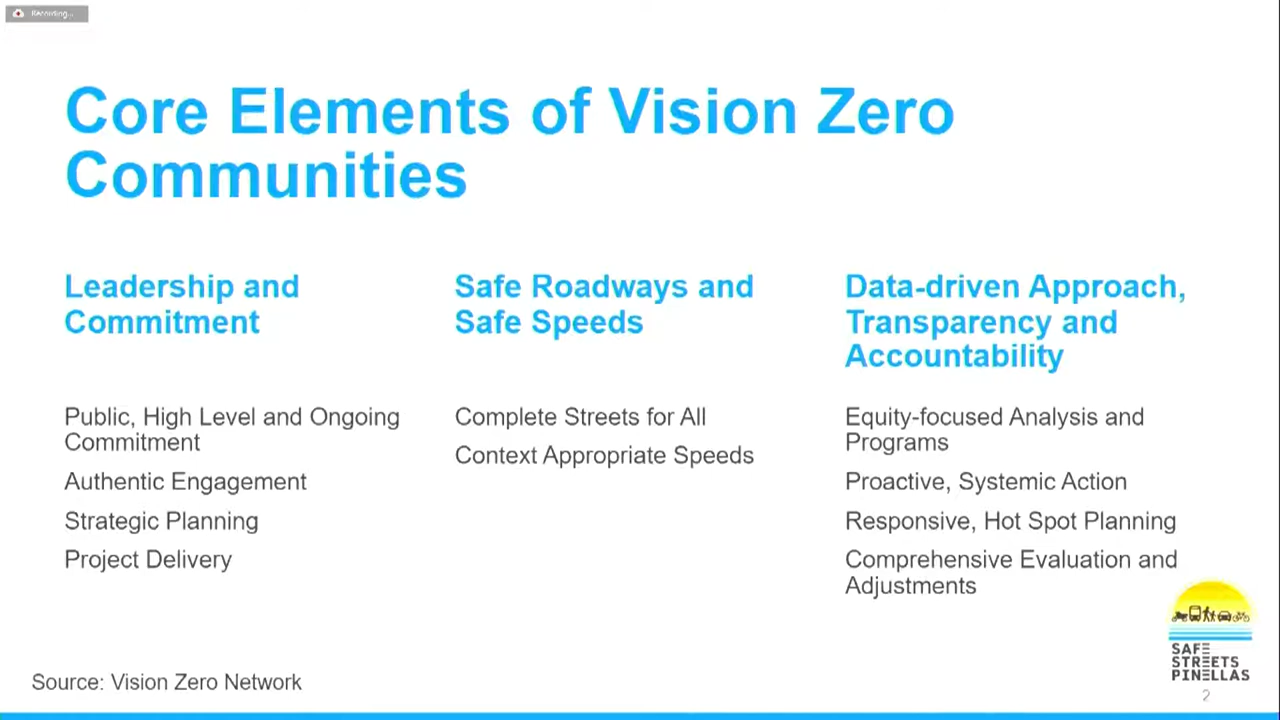 Recording...
Core Elements of Vision Zero
Communities
Leadership and
Commitment
Public, High Level and Ongoing
Commitment
Authentic Engagement
Strategic Planning
Project Delivery
Safe Roadways and
Safe Speeds
Complete Streets for All
Context Appropriate Speeds
Data-driven Approach,
Transparency and
Accountability
Equity-focused Analysis and
Programs
Proactive, Systemic Action
Responsive, Hot Spot Planning
Comprehensive Evaluation and
Adjustments
SAFE
STREETS
PINELLAS
Source: Vision Zero Network
2